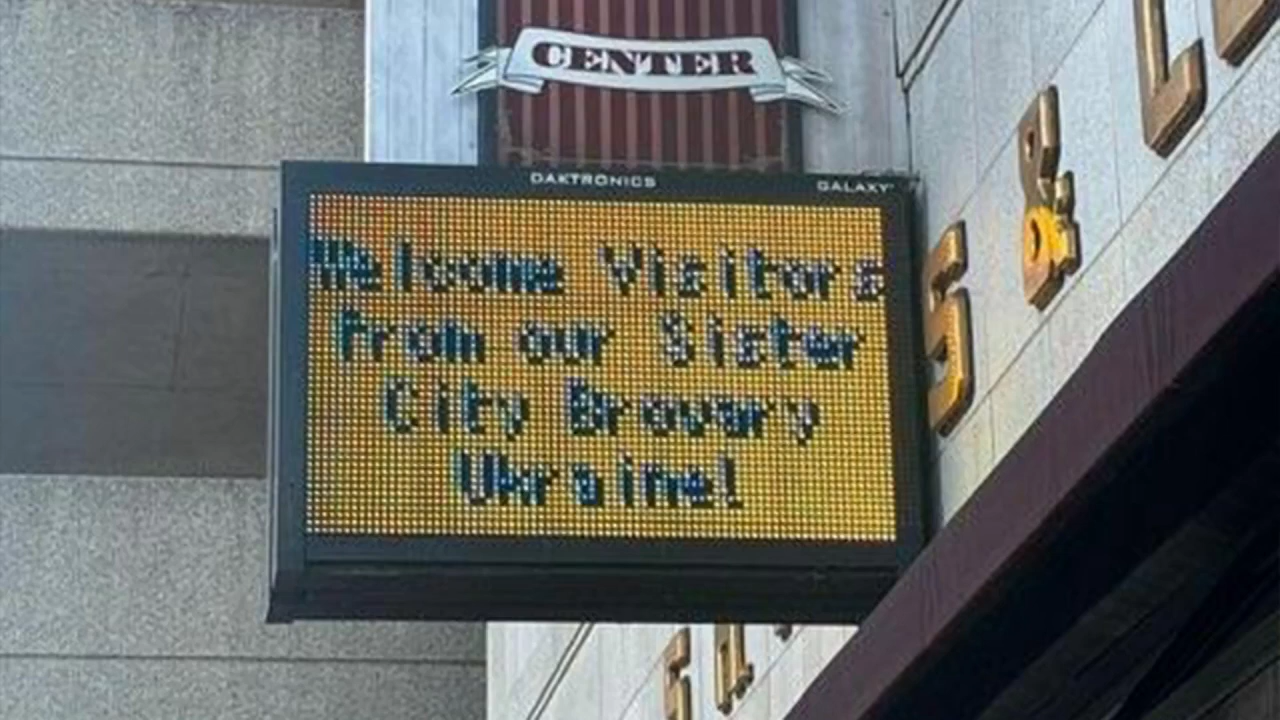 CENTER
DAKTRONICS GALAXY
Welcome Visitors
from our Sister
City Brovary
Ukraine!
S & L